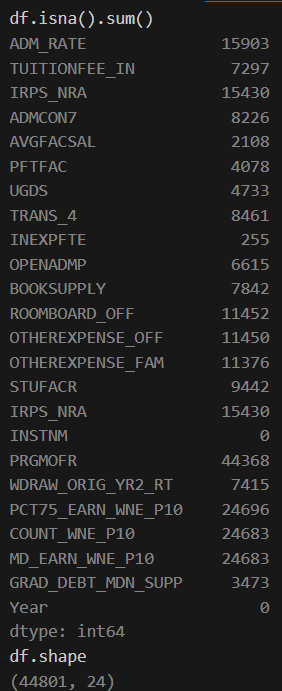 df.isna().sum()
ADM_RATE 15903
TUITIONFEE_IN 7297
IRPS_NRA 15430
ADMCON7 8226
AVGFACSAL 2108
PFTFAC 4078
UGDS 4733
TRANS_4 8461
INEXPFTE 255
OPENADMP 6615
BOOKSUPPLY 7842
ROOMBOARD_OFF 11452
OTHEREXPENSE_OFF 11450
OTHEREXPENSE_FAM 11376
STUFACR 9442
IRPS_NRA 15430
INSTNM 0
PRGMOFR 44368
WDRAW_ORIG_YR2_RT 7415
PCT75_EARN_WNE_P10 24696
COUNT_WNE_P10 24683
MD_EARN_WNE_P10 24683
GRAD_DEBT_MDN_SUPP 3473
Year 0
dtype: int64
df.shape
(44801, 24)